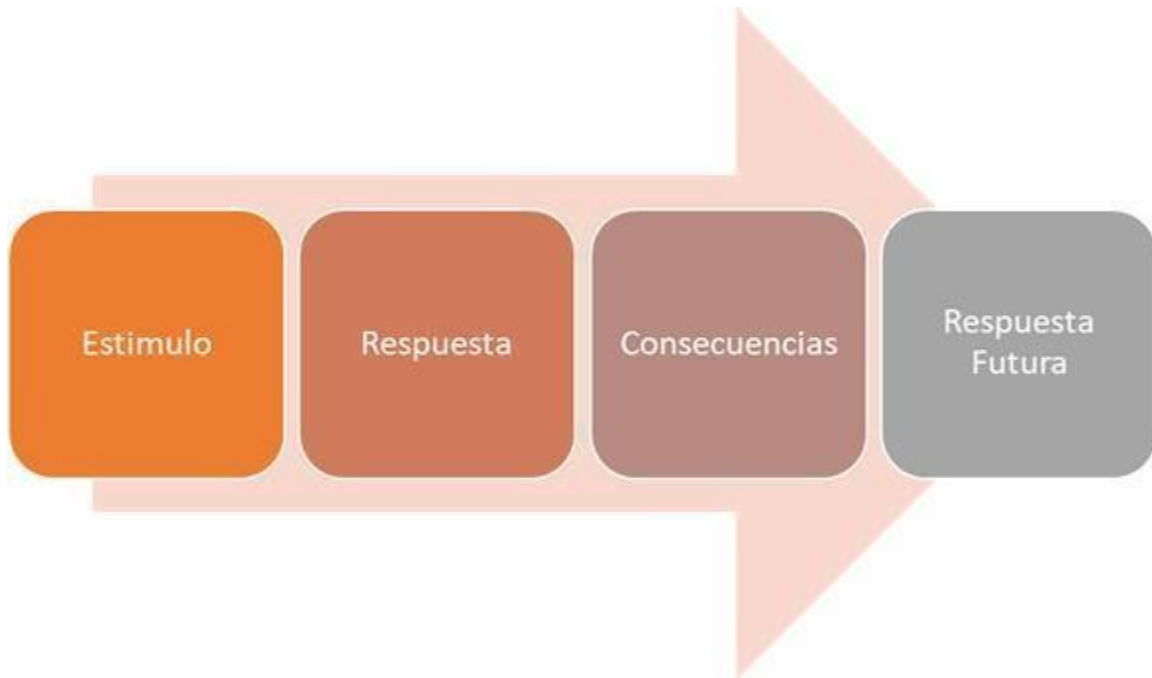 Estimulo
Respuesta
Consecuencias
Respuesta
Futura